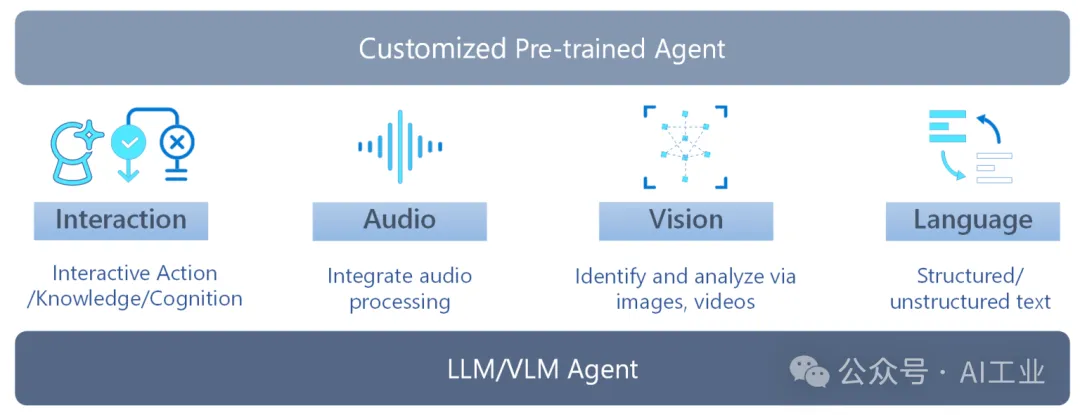 Customized Pre-trained Agent
Interaction
Interactive Action
/Knowledge/Cognition
Audio
Integrate audio
processing
Vision
Identify and analyze via
images, videos
Language
Structured/
unstructured text
LLM/VLM Agent
公众号 · AI工业